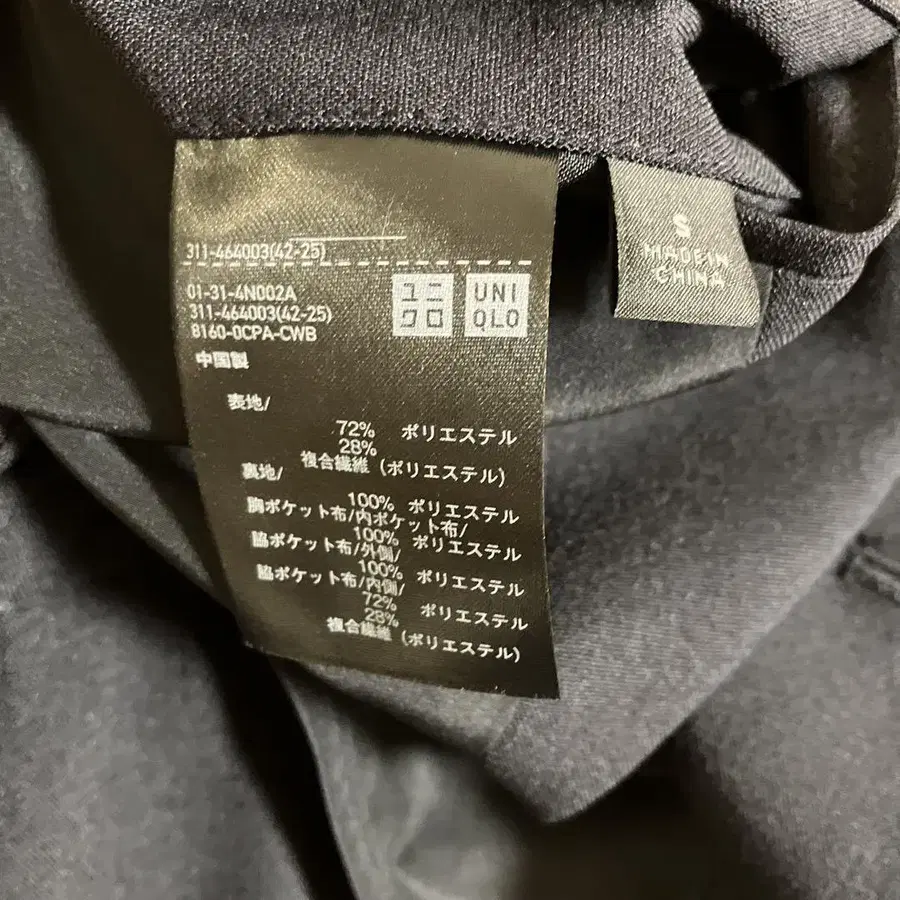 311-464003(42-25)
01-31-4N002A
311-464003(42-25)
8160-0CPA-CWB
ユニ
クロ
UNI
QLO
中国製
表地/
72% ポリエステル
28%
複合繊維 (ポリエステル)
裏地/
100% ポリエステル
胸ポケット布/内ポケット布/
100% ポリエステル
脇ポケット布/外側/
100% ポリエステル
脇ポケット布/内側/
72% ポリエステル
28%
複合繊維 (ポリエステル)
S
MADE IN
CHINA